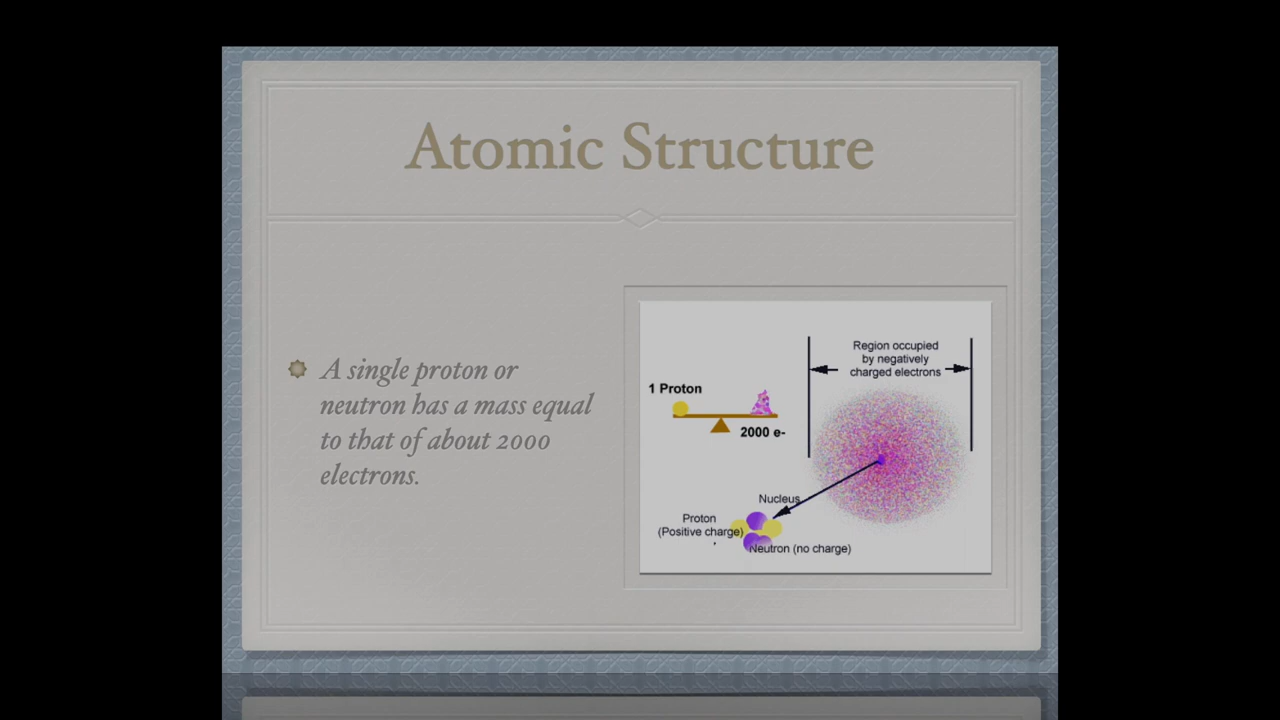 Atomic Structure
A single proton or
neutron has a mass equal
to that of about 2000
electrons.
Region occupied
by negatively
charged electrons
1 Proton
2000 e-
Nucleus
Proton
(Positive charge)
Neutron (no charge)